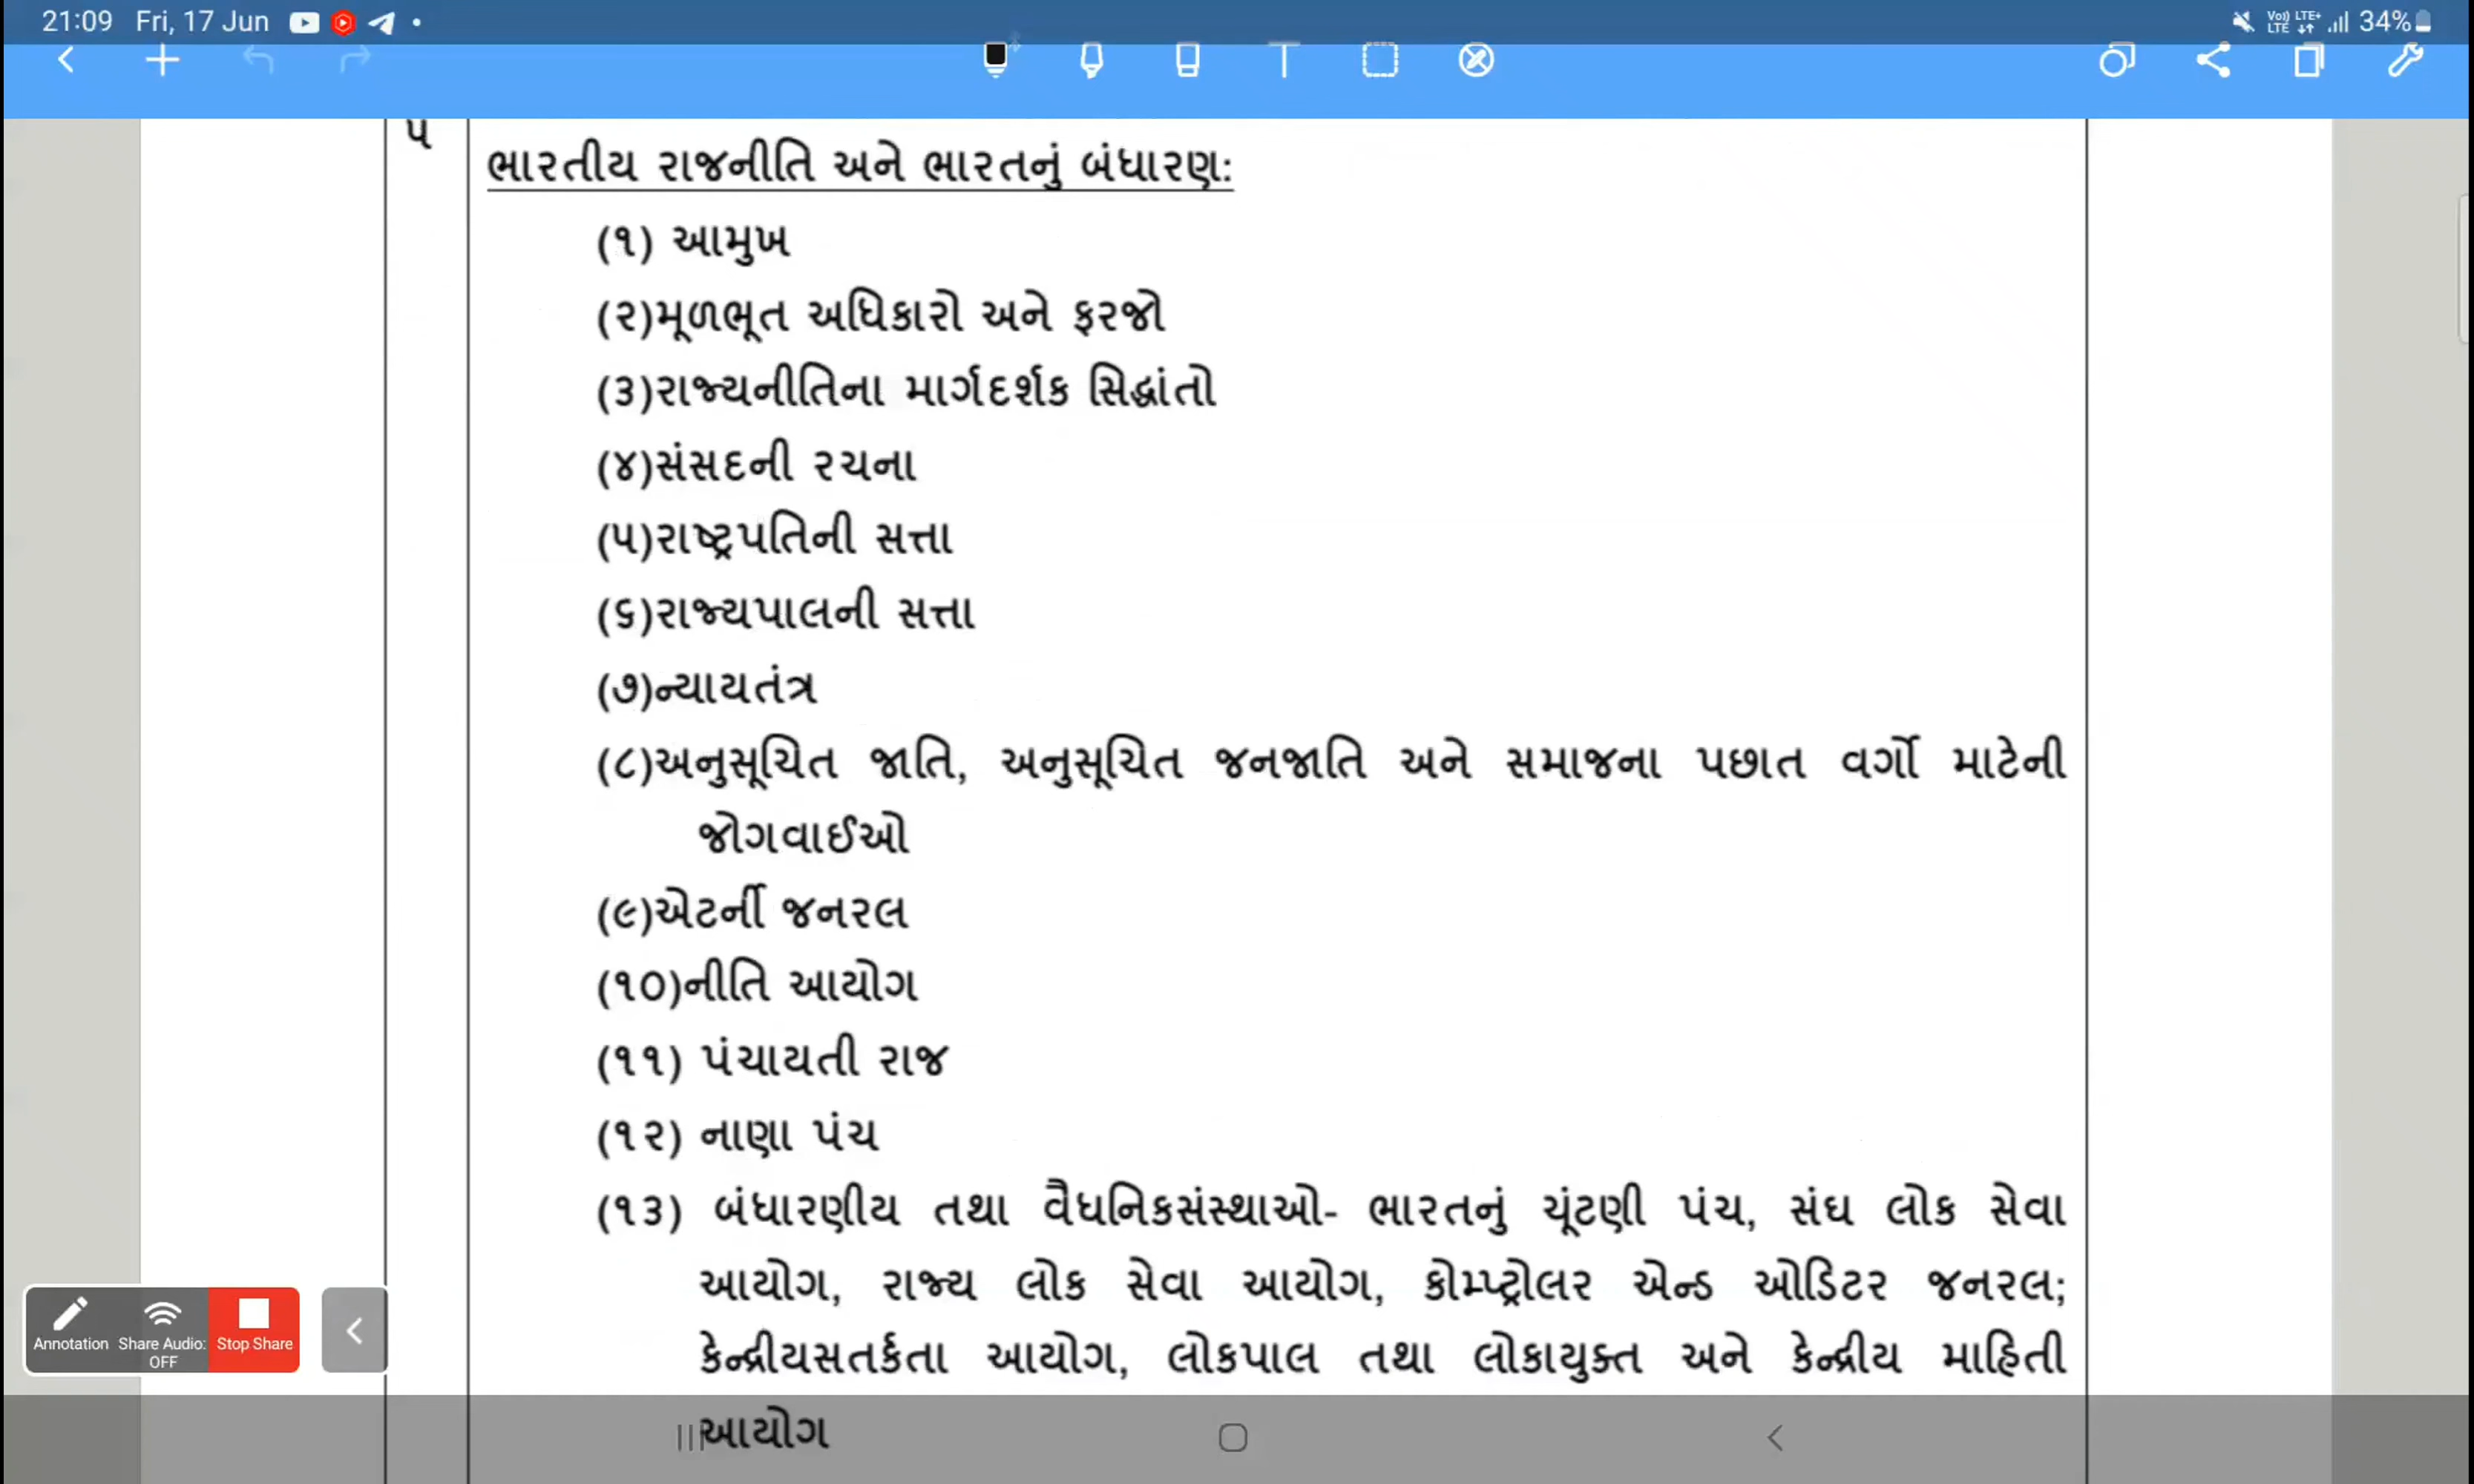 21:09 Fri, 17 Jun
Vo) LTE LTE+ 34%
૫
ભારતીય રાજનીતિ અને ભારતનું બંધારણ:
(૧) આમુખ
(૨)મૂળભૂત અધિકારો અને ફરજો
(૩)રાજ્યનીતિના માર્ગદર્શક સિદ્ધાંતો
(૪)સંસદની રચના
(૫)રાષ્ટ્રપતિની સત્તા
(૬)રાજ્યપાલની સત્તા
(૭)ન્યાયતંત્ર
(૮)અનુસૂચિત જાતિ, અનુસૂચિત જનજાતિ અને સમાજના પછાત વર્ગો માટેની
જોગવાઈઓ
(૯)એટર્ની જનરલ
(૧૦)નીતિ આયોગ
(૧૧) પંચાયતી રાજ
(૧૨) નાણા પંચ
(૧૩) બંધારણીય તથા વૈધનિકસંસ્થાઓ- ભારતનું ચૂંટણી પંચ, સંઘ લોક સેવા
આયોગ, રાજ્ય લોક સેવા આયોગ, કોમ્પ્ટ્રોલર એન્ડ ઓડિટર જનરલ;
કેન્દ્રીયસતર્કતા આયોગ, લોકપાલ તથા લોકાયુક્ત અને કેન્દ્રીય માહિતી
આયોગ
Annotation Share Audio: OFF Stop Share